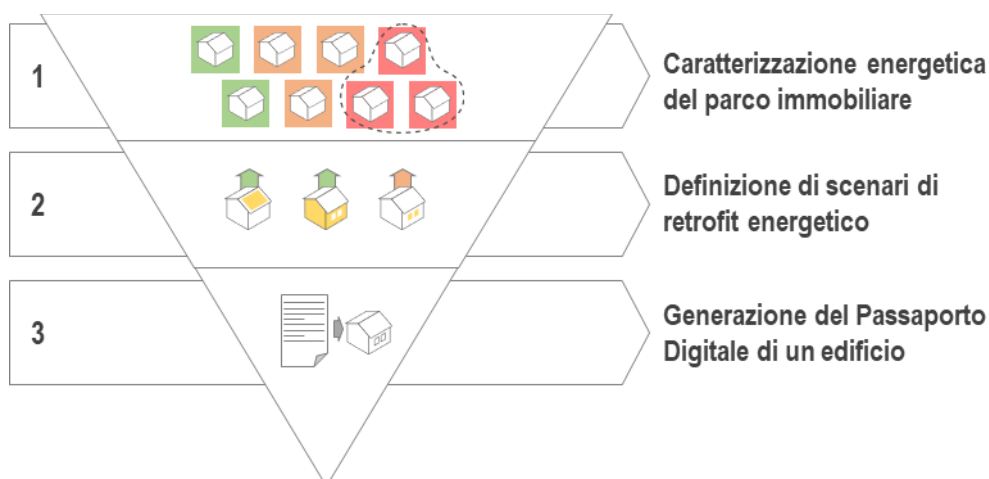 1
Caratterizzazione energetica
del parco immobiliare
2
Definizione di scenari di
retrofit energetico
3
Generazione del Passaporto
Digitale di un edificio